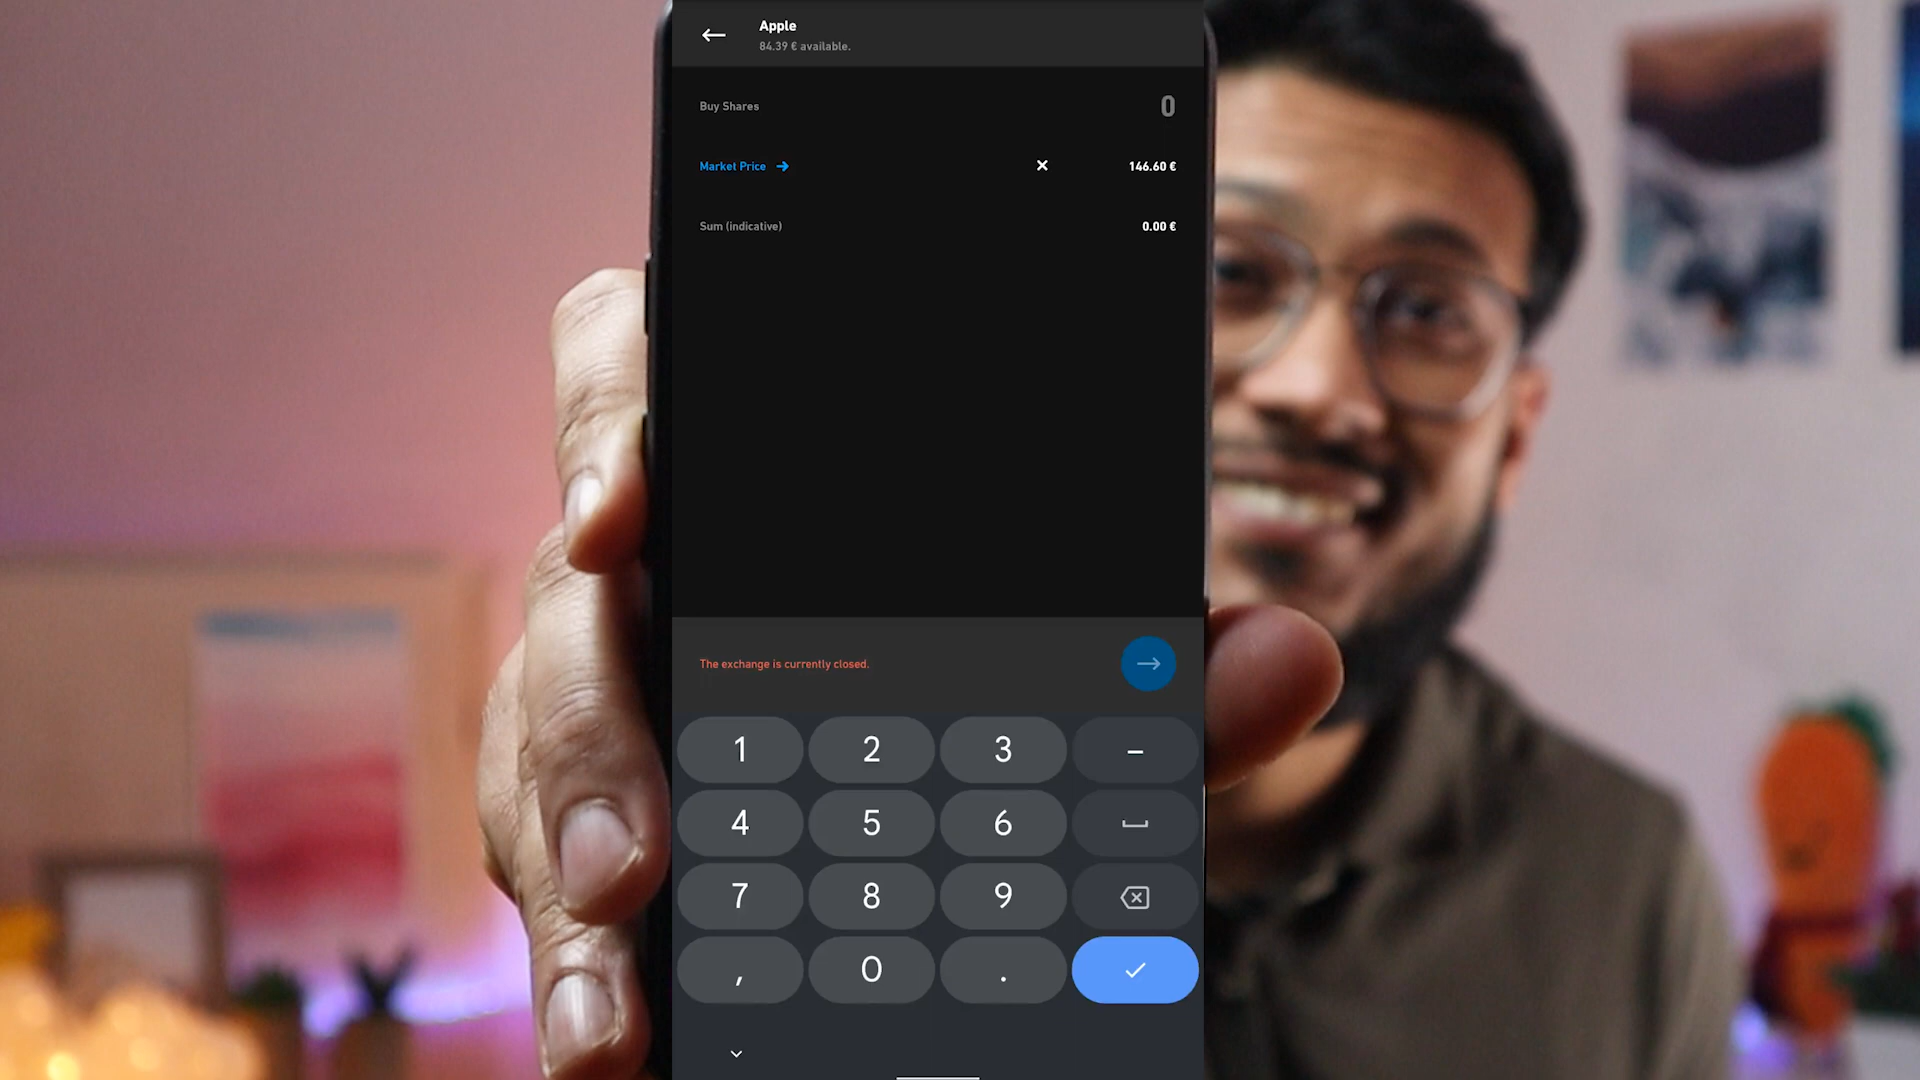 Apple
84.39 € available.
Buy Shares 0
Market Price → × 146.60 €
Sum (indicative) 0.00 €
The exchange is currently closed.
1 2 3 –
4 5 6
7 8 9
, 0 .